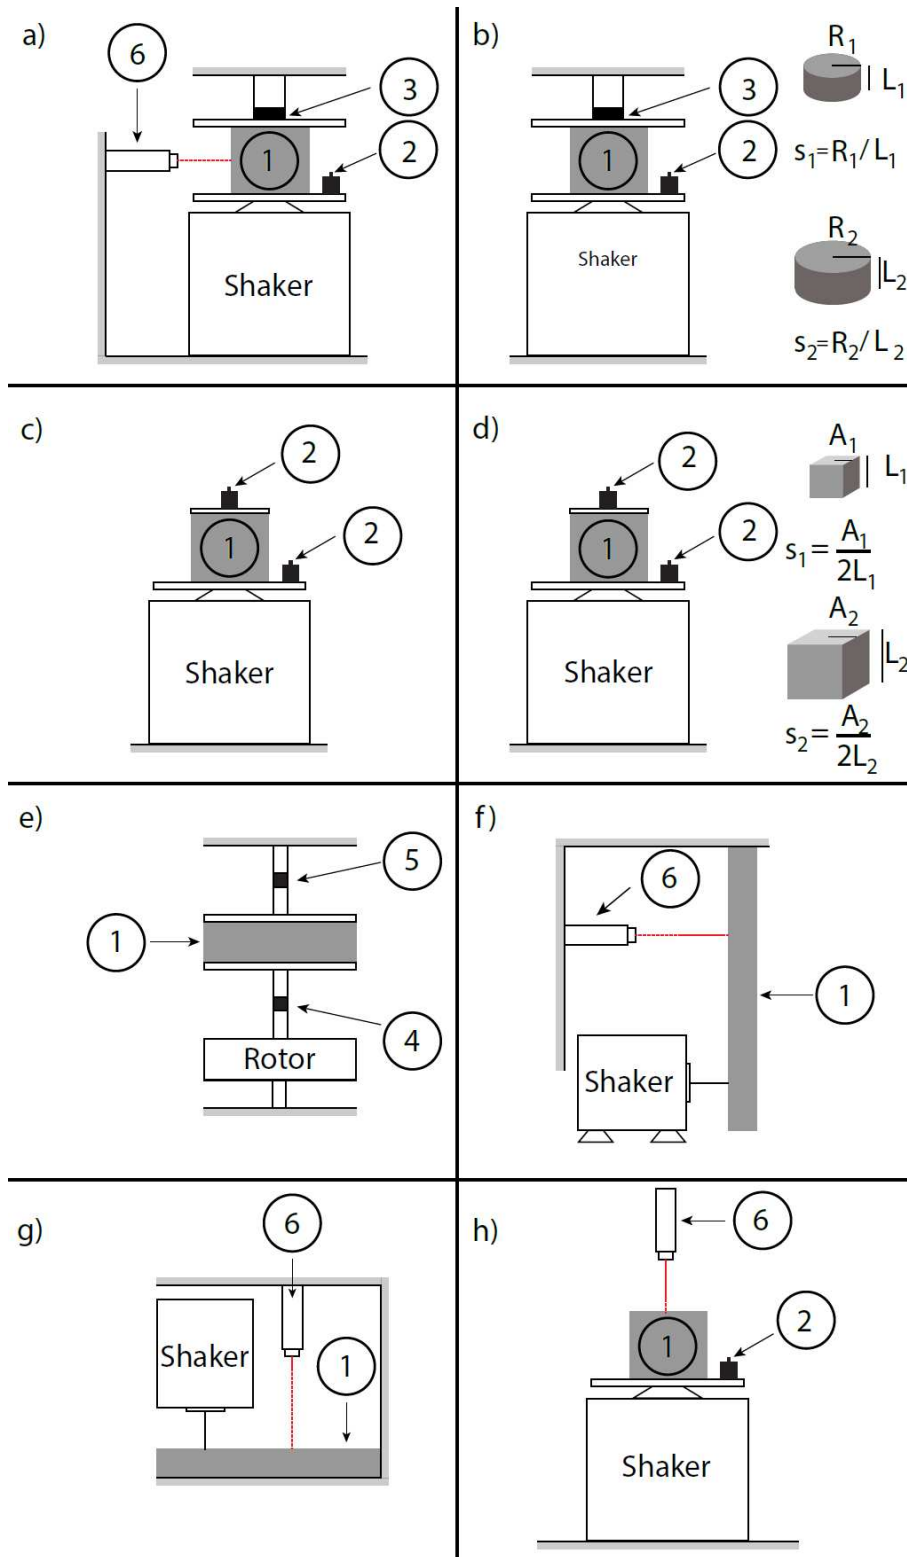 a)
6
3
1
2
Shaker
b)
3
1
2
Shaker
R1
L1
s1=R1/L1
R2
L2
s2=R2/L2
c)
2
1
2
Shaker
d)
2
1
2
Shaker
A1
L1
s1=A1/2L1
A2
L2
s2=A2/2L2
e)
5
1
4
Rotor
f)
6
1
Shaker
g)
6
Shaker
1
h)
6
1
2
Shaker